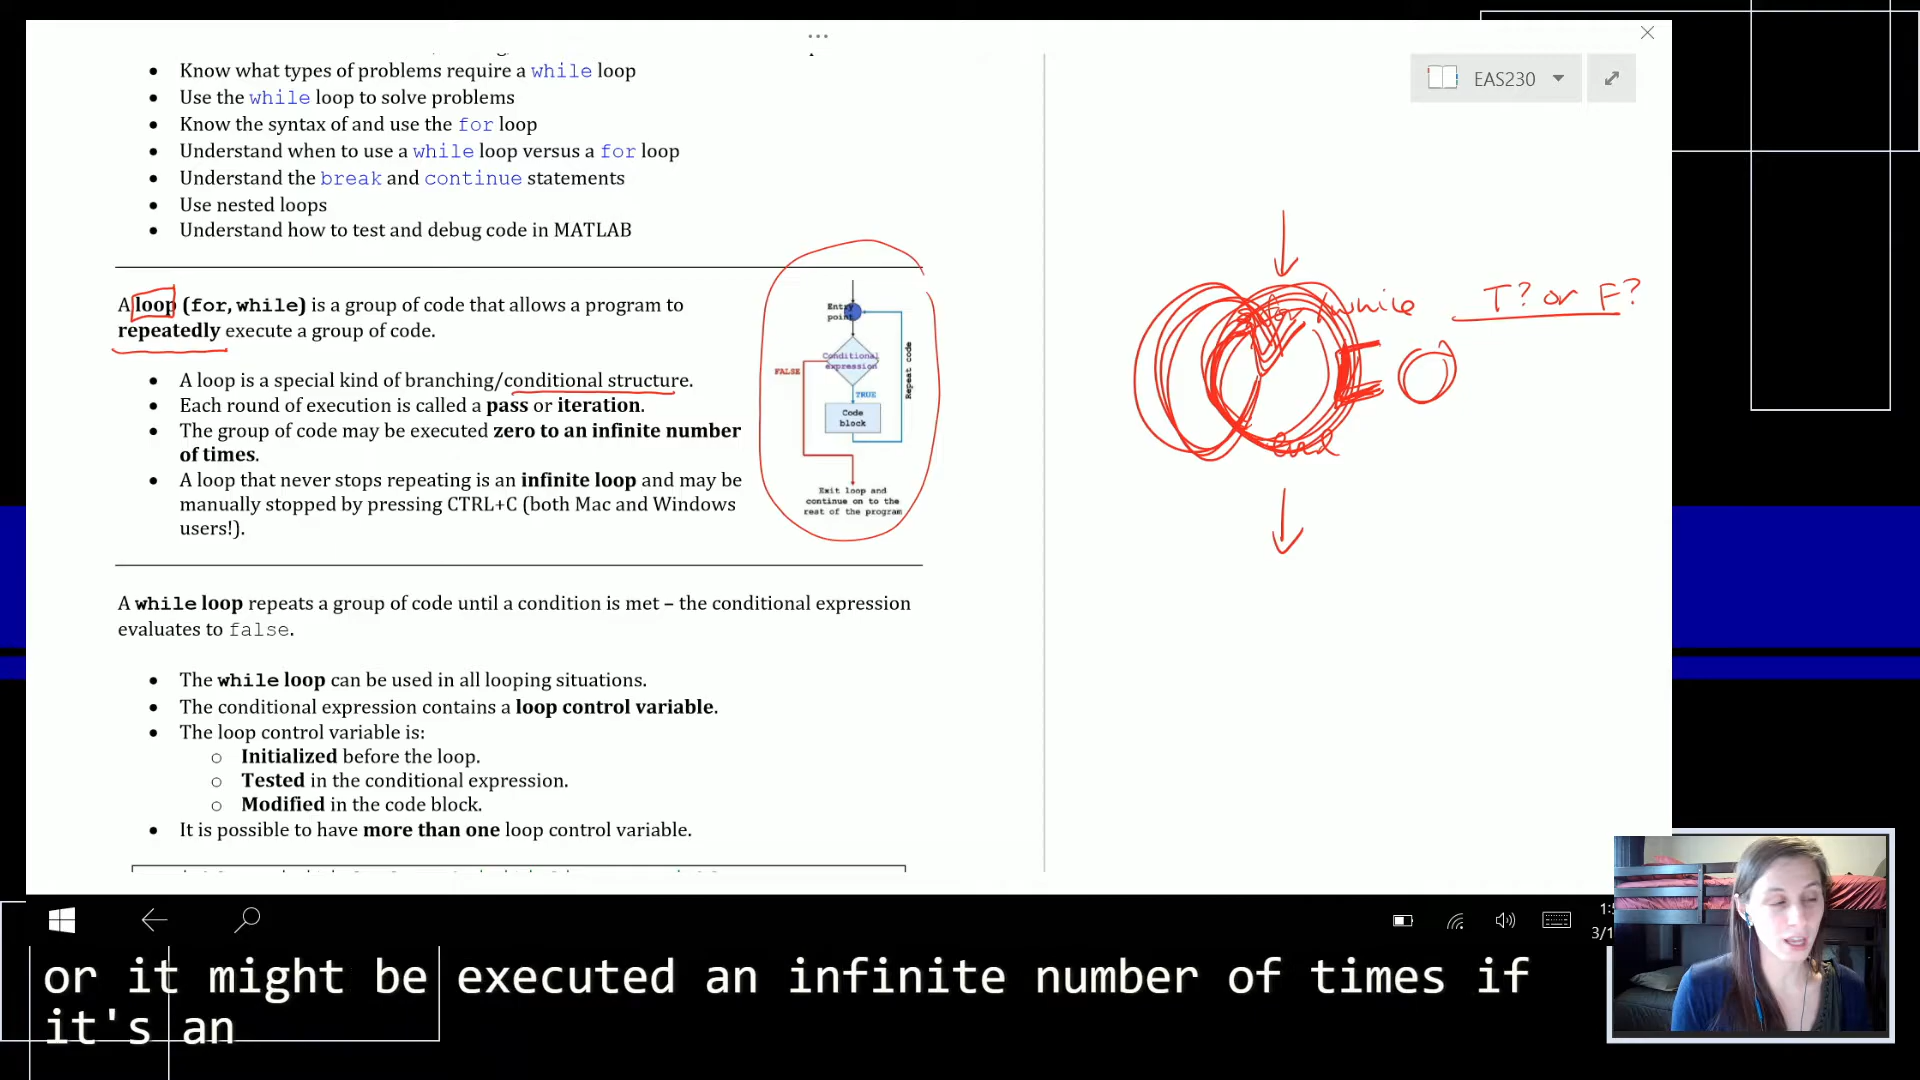 Know what types of problems require a while loop
Use the while loop to solve problems
Know the syntax of and use the for loop
Understand when to use a while loop versus a for loop
Understand the break and continue statements
Use nested loops
Understand how to test and debug code in MATLAB
EAS230
A loop (for, while) is a group of code that allows a program to
repeatedly execute a group of code.
A loop is a special kind of branching/conditional structure.
Each round of execution is called a pass or iteration.
The group of code may be executed zero to an infinite number
of times.
A loop that never stops repeating is an infinite loop and may be
manually stopped by pressing CTRL+C (both Mac and Windows
users!).
Entry
point
Conditional
expression
FALSE
TRUE
Repeat code
Code
block
Exit loop and
continue on to the
rest of the program
for/while
T? or F?
end
A while loop repeats a group of code until a condition is met – the conditional expression
evaluates to false.
The while loop can be used in all looping situations.
The conditional expression contains a loop control variable.
The loop control variable is:
Initialized before the loop.
Tested in the conditional expression.
Modified in the code block.
It is possible to have more than one loop control variable.
or it might be executed an infinite number of times if
it's an